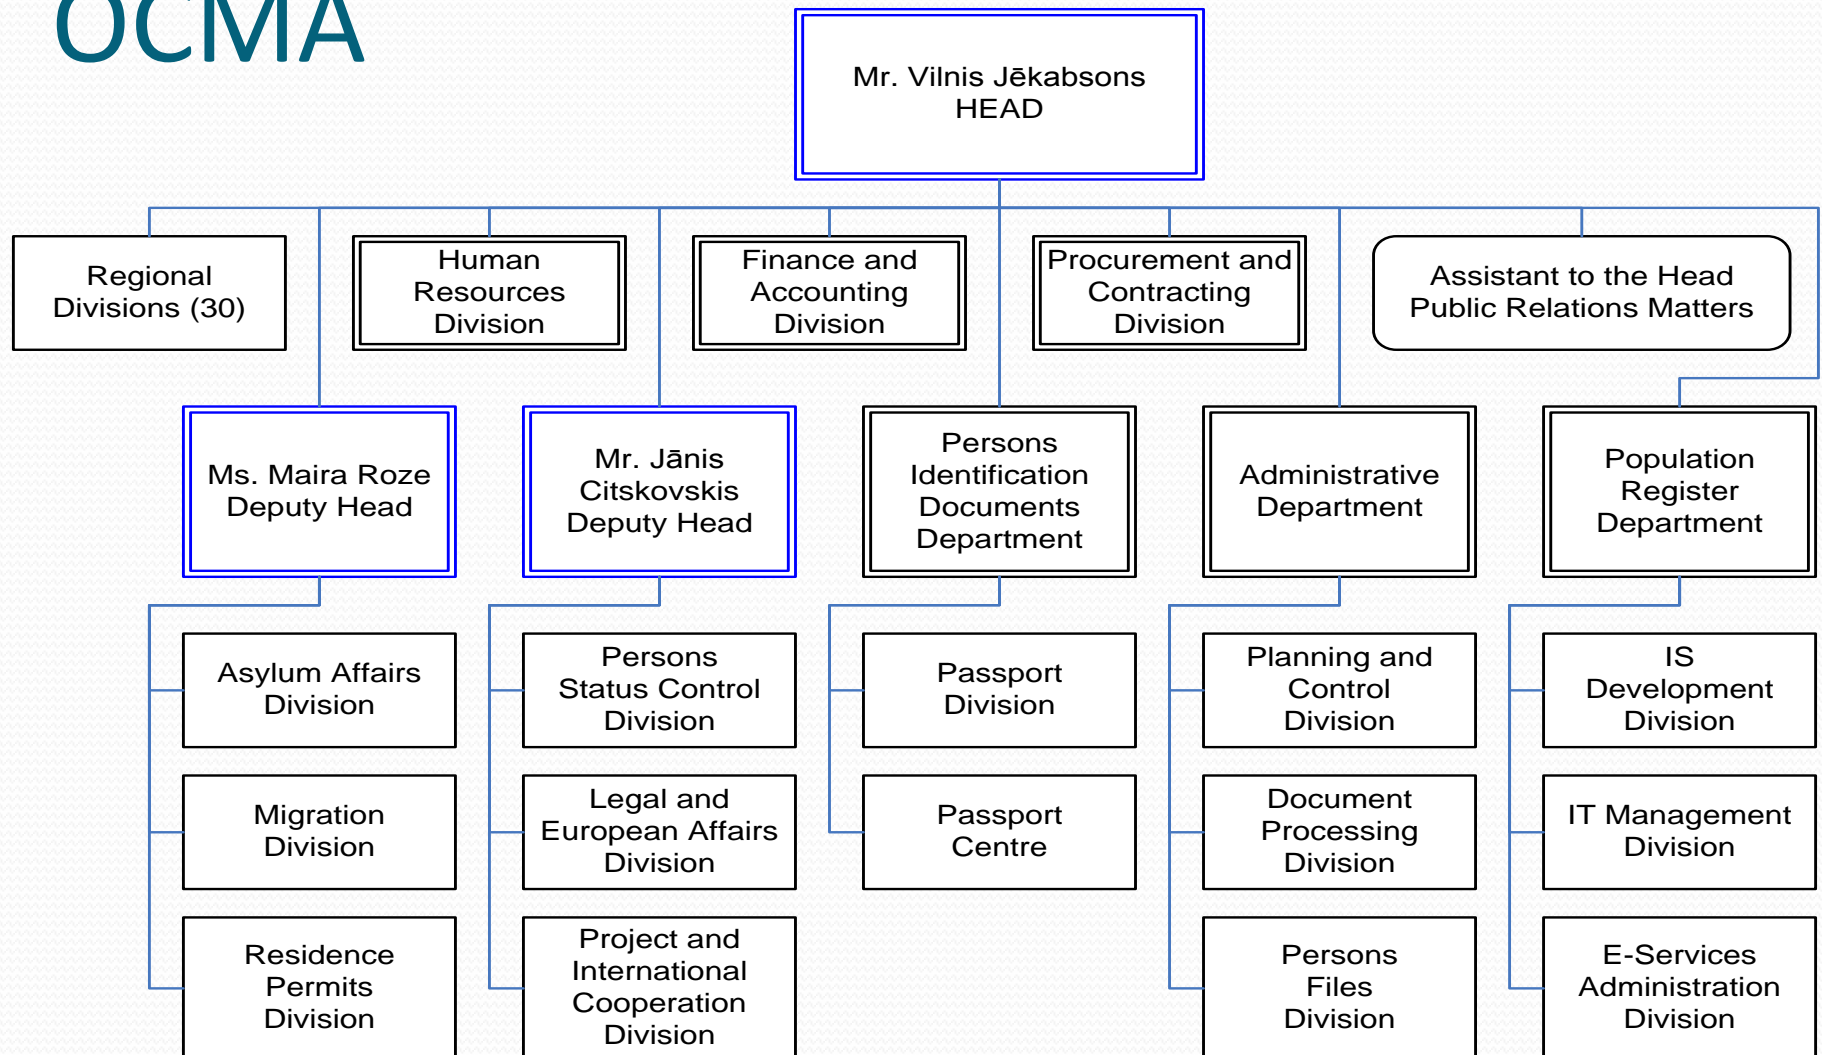 OCMA
Mr. Vilnis Jēkabsons
HEAD
Regional
Divisions (30)
Human
Resources
Division
Finance and
Accounting
Division
Procurement and
Contracting
Division
Assistant to the Head
Public Relations Matters
Ms. Maira Roze
Deputy Head
Mr. Jānis
Citskovskis
Deputy Head
Persons
Identification
Documents
Department
Administrative
Department
Population
Register
Department
Asylum Affairs
Division
Persons
Status Control
Division
Passport
Division
Planning and
Control
Division
IS
Development
Division
Migration
Division
Legal and
European Affairs
Division
Passport
Centre
Document
Processing
Division
IT Management
Division
Residence
Permits
Division
Project and
International
Cooperation
Division
Persons
Files
Division
E-Services
Administration
Division